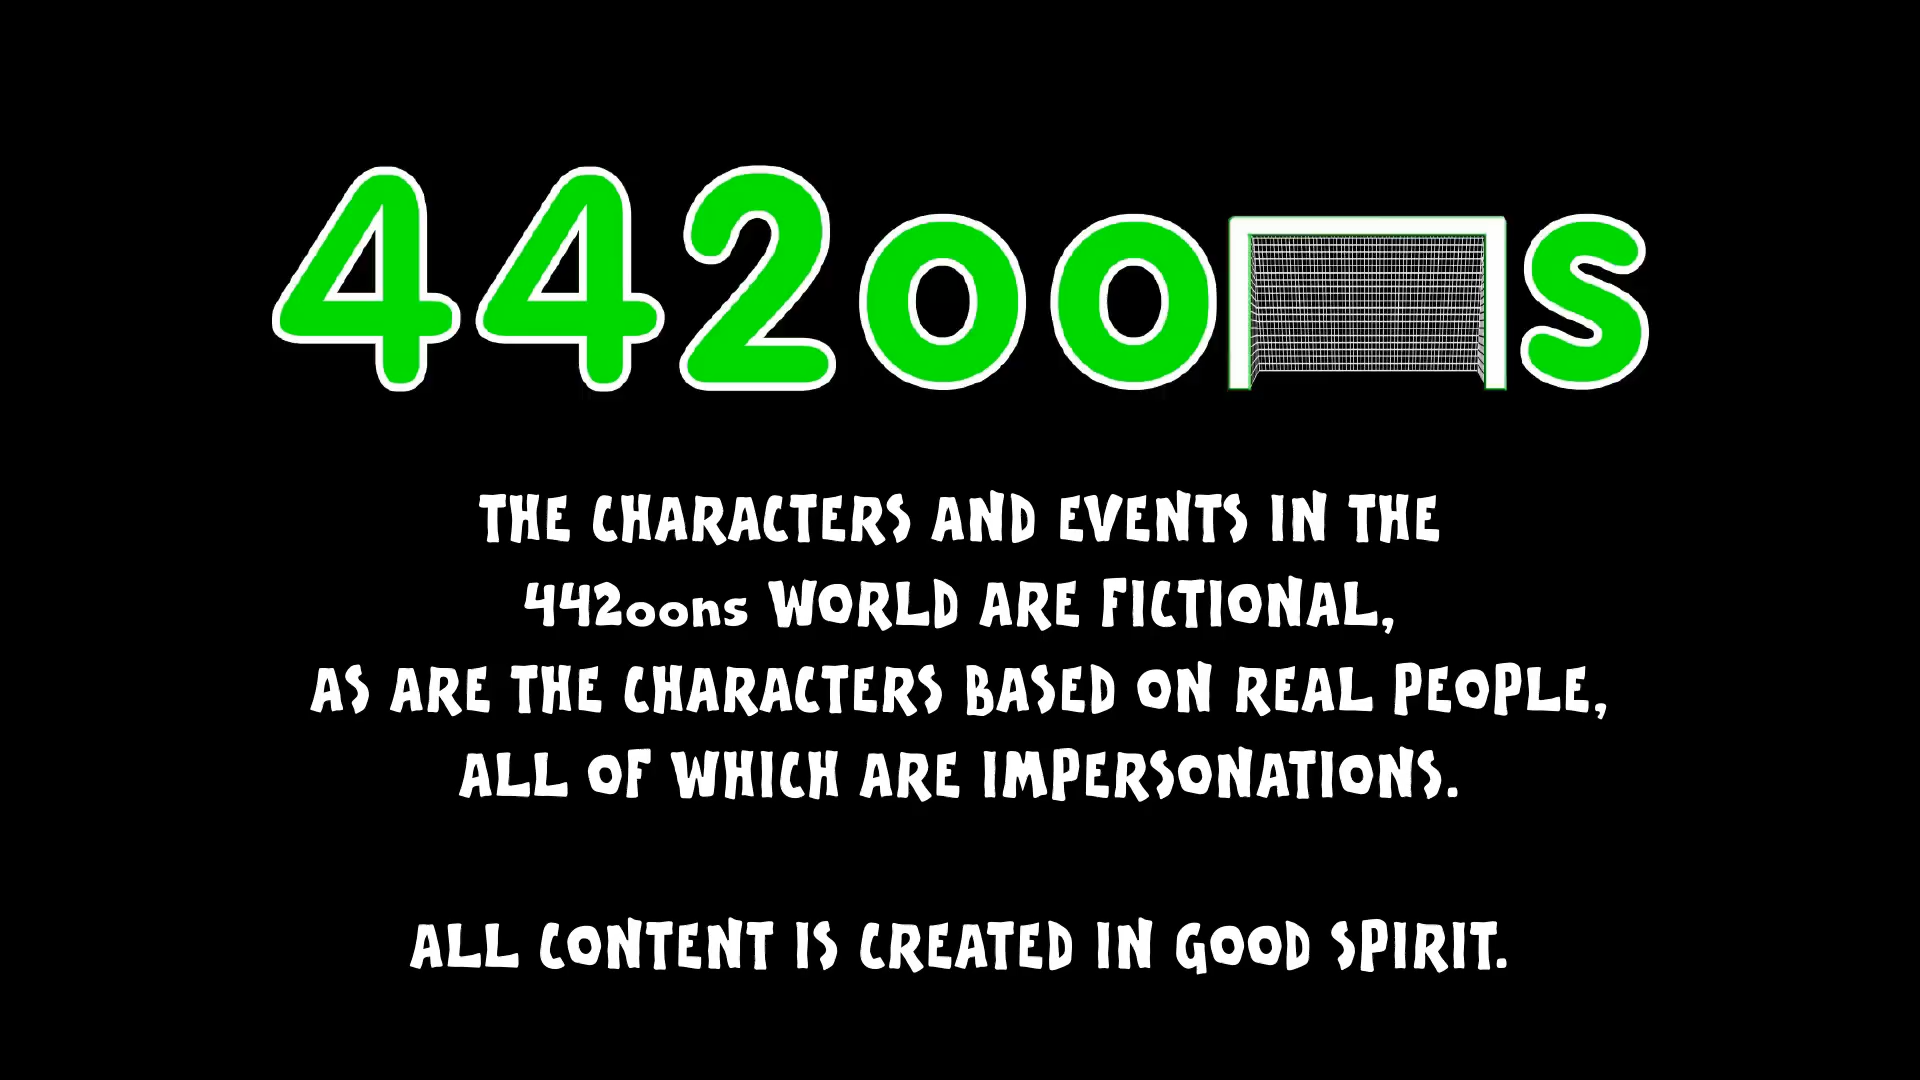 442oons
THE CHARACTERS AND EVENTS IN THE
442oons WORLD ARE FICTIONAL,
AS ARE THE CHARACTERS BASED ON REAL PEOPLE,
ALL OF WHICH ARE IMPERSONATIONS.
ALL CONTENT IS CREATED IN GOOD SPIRIT.